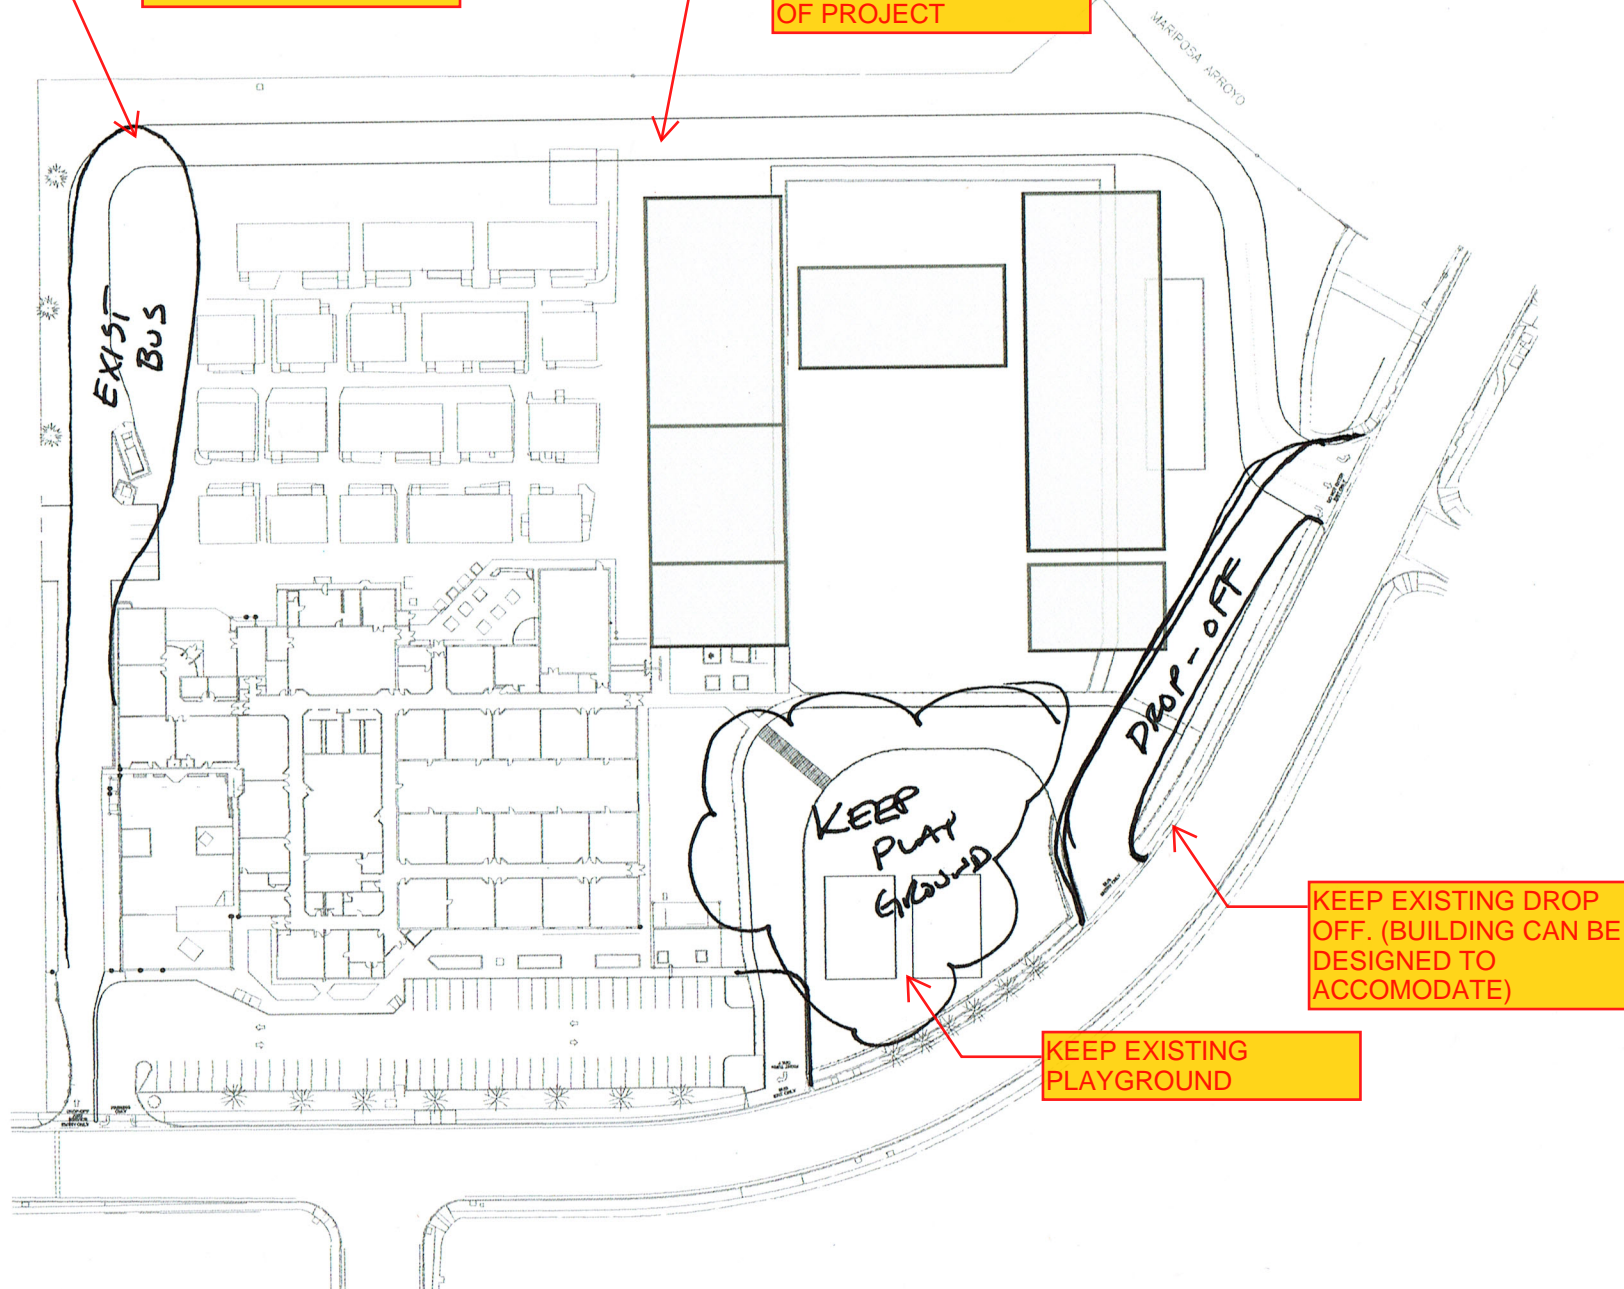 OF PROJECT
MARIPOSA ARROYO
EXIST
BUS
DROP-OFF
KEEP
PLAY
GROUND
KEEP EXISTING DROP
OFF. (BUILDING CAN BE
DESIGNED TO
ACCOMODATE)
KEEP EXISTING
PLAYGROUND